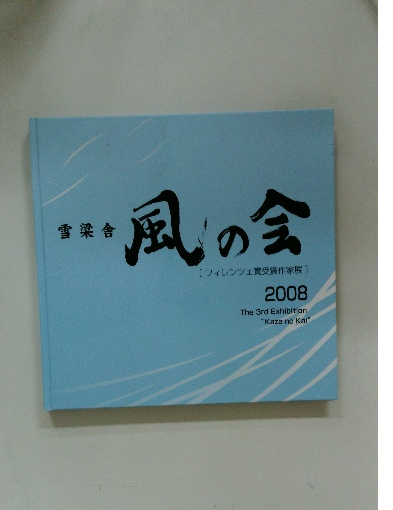 雪梁舎 風の会
[フィレンツェ賞受賞作家展]
2008
The 3rd Exhibition
"Kaze no Kai"